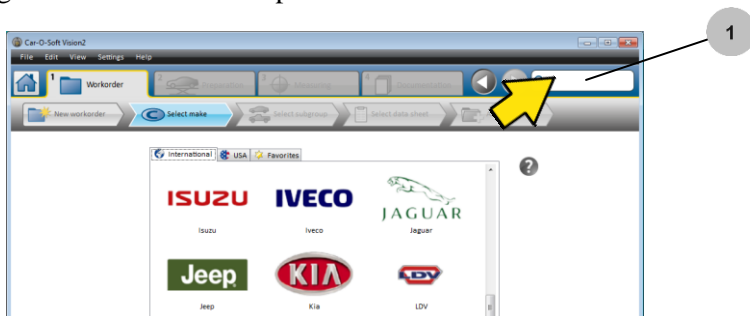 1
Car-O-Soft Vision2
File Edit View Settings Help
1 Workorder 2 3 Measuring 4 Documentation
New workorder Select make Select subgroup Select data sheet
International USA Favorites
ISUZU IVECO JAGUAR
Isuzu Iveco Jaguar
Jeep KIA LDV
Jeep Kia LDV